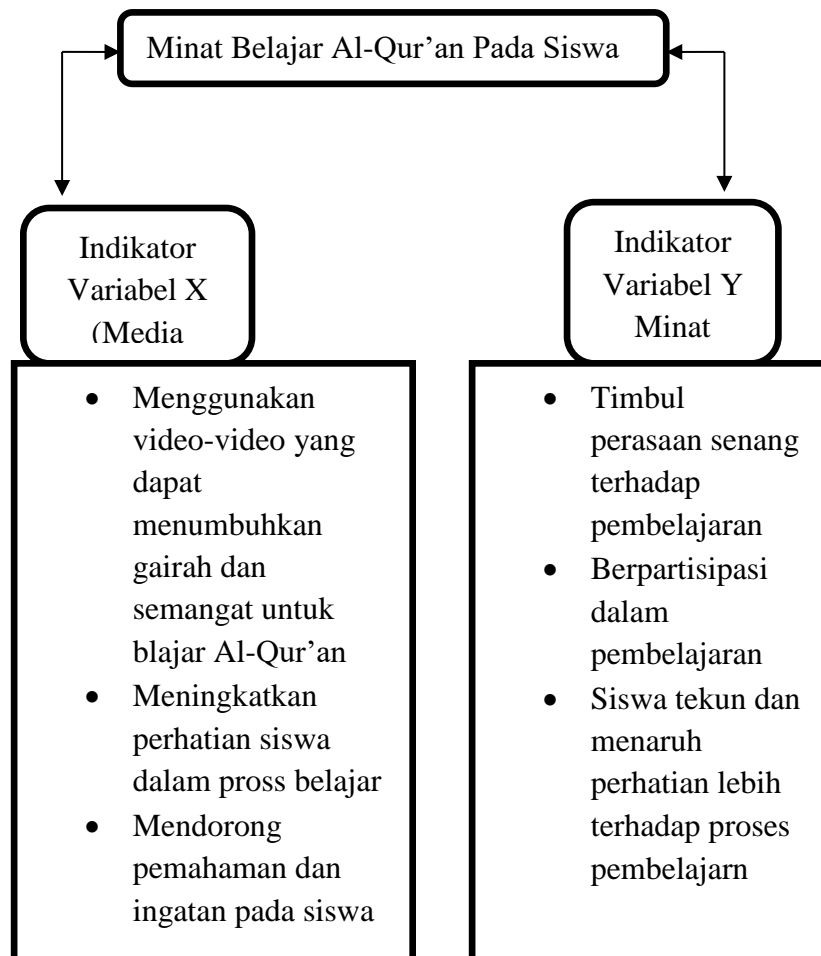 Minat Belajar Al-Qur’an Pada Siswa
Indikator
Variabel X
(Media
Indikator
Variabel Y
Minat
• Menggunakan
video-video yang
dapat
menumbuhkan
gairah dan
semangat untuk
blajar Al-Qur’an
• Meningkatkan
perhatian siswa
dalam pross belajar
• Mendorong
pemahaman dan
ingatan pada siswa
• Timbul
perasaan senang
terhadap
pembelajaran
• Berpartisipasi
dalam
pembelajaran
• Siswa tekun dan
menaruh
perhatian lebih
terhadap proses
pembelajarn